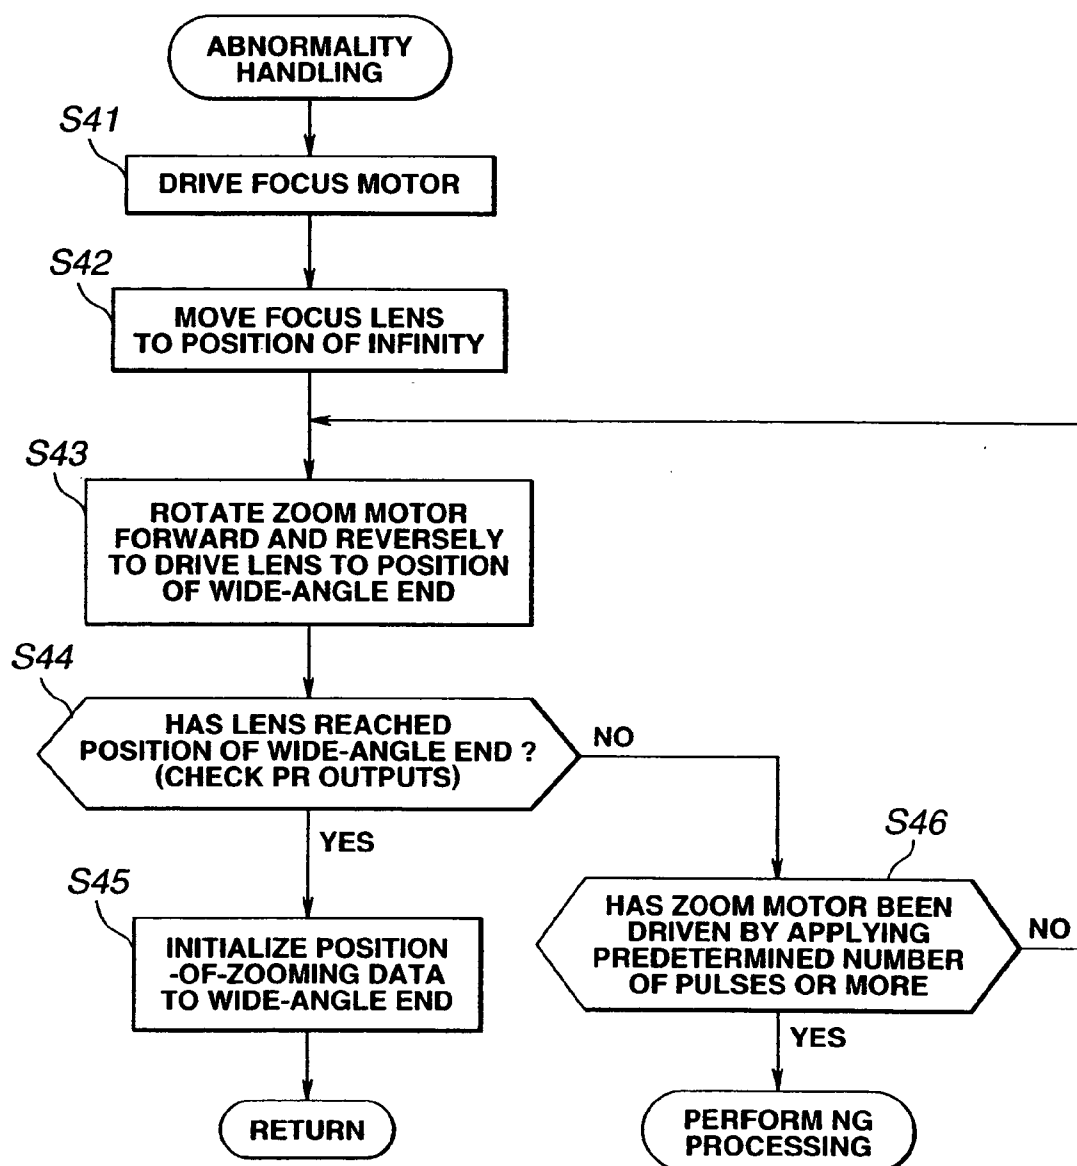 ABNORMALITY
HANDLING
S41
DRIVE FOCUS MOTOR
S42
MOVE FOCUS LENS
TO POSITION OF INFINITY
S43
ROTATE ZOOM MOTOR
FORWARD AND REVERSELY
TO DRIVE LENS TO POSITION
OF WIDE-ANGLE END
S44
HAS LENS REACHED
POSITION OF WIDE-ANGLE END ?
(CHECK PR OUTPUTS)
NO
YES
S45
INITIALIZE POSITION
-OF-ZOOMING DATA
TO WIDE-ANGLE END
RETURN
S46
HAS ZOOM MOTOR BEEN
DRIVEN BY APPLYING
PREDETERMINED NUMBER
OF PULSES OR MORE
NO
YES
PERFORM NG
PROCESSING